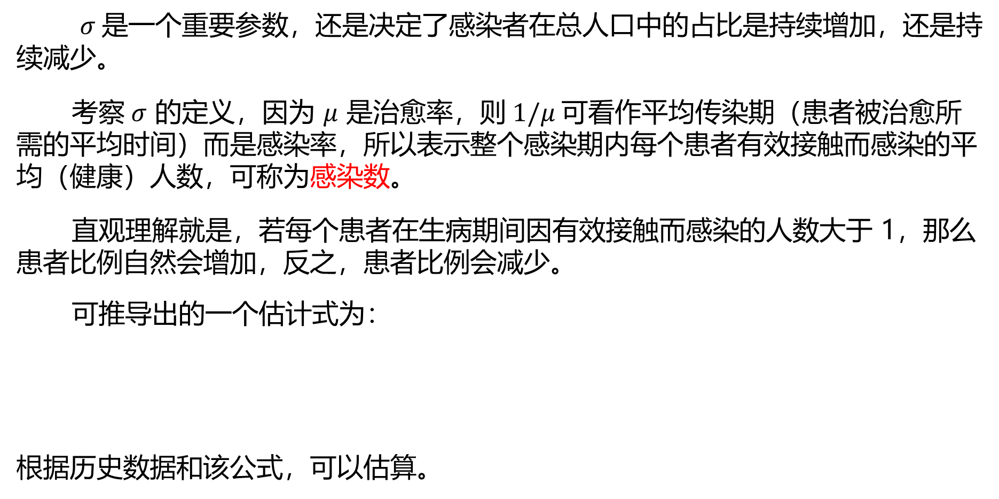 σ 是一个重要参数，还是决定了感染者在总人口中的占比是持续增加，还是持
续减少。
考察 σ 的定义，因为 μ 是治愈率，则 1/μ 可看作平均传染期（患者被治愈所
需的平均时间）而是感染率，所以表示整个感染期内每个患者有效接触而感染的平
均（健康）人数，可称为感染数。
直观理解就是，若每个患者在生病期间因有效接触而感染的人数大于 1，那么
患者比例自然会增加，反之，患者比例会减少。
可推导出的一个估计式为：
根据历史数据和该公式，可以估算。